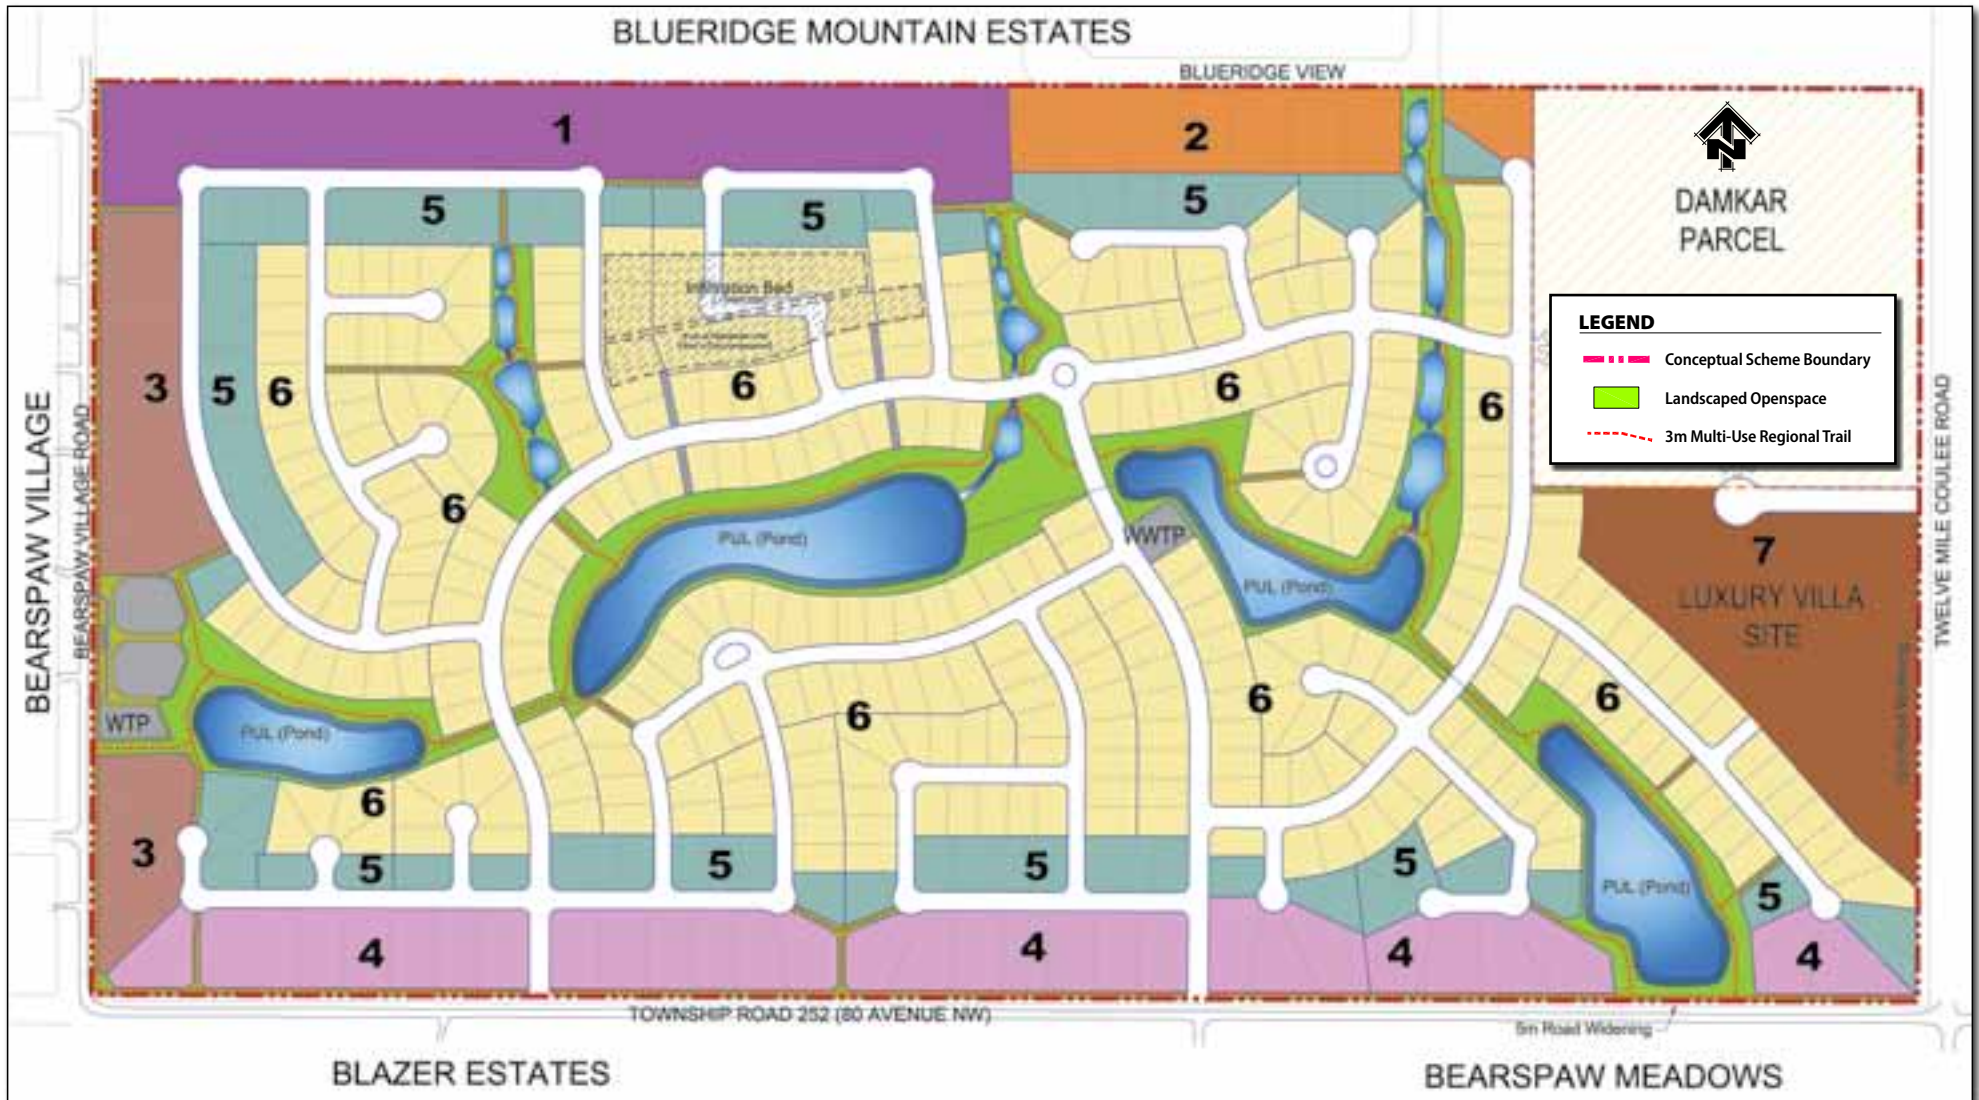 BLUERIDGE MOUNTAIN ESTATES
BLUERIDGE VIEW
1
2
DAMKAR
PARCEL
5
5
5
Infiltration Bed
LEGEND
Conceptual Scheme Boundary
Landscaped Openspace
3m Multi-Use Regional Trail
3
5
6
6
6
6
6
BEARSPAW VILLAGE
BEARSPAW VILLAGE ROAD
TWELVE MILE COULEE ROAD
PUL (Pond)
WWTP
PUL (Pond)
7
LUXURY VILLA
SITE
WTP
PUL (Pond)
6
6
6
6
3
5
5
5
5
5
PUL (Pond)
4
4
4
4
TOWNSHIP ROAD 252 (80 AVENUE NW)
5m Road Widening
BLAZER ESTATES
BEARSPAW MEADOWS